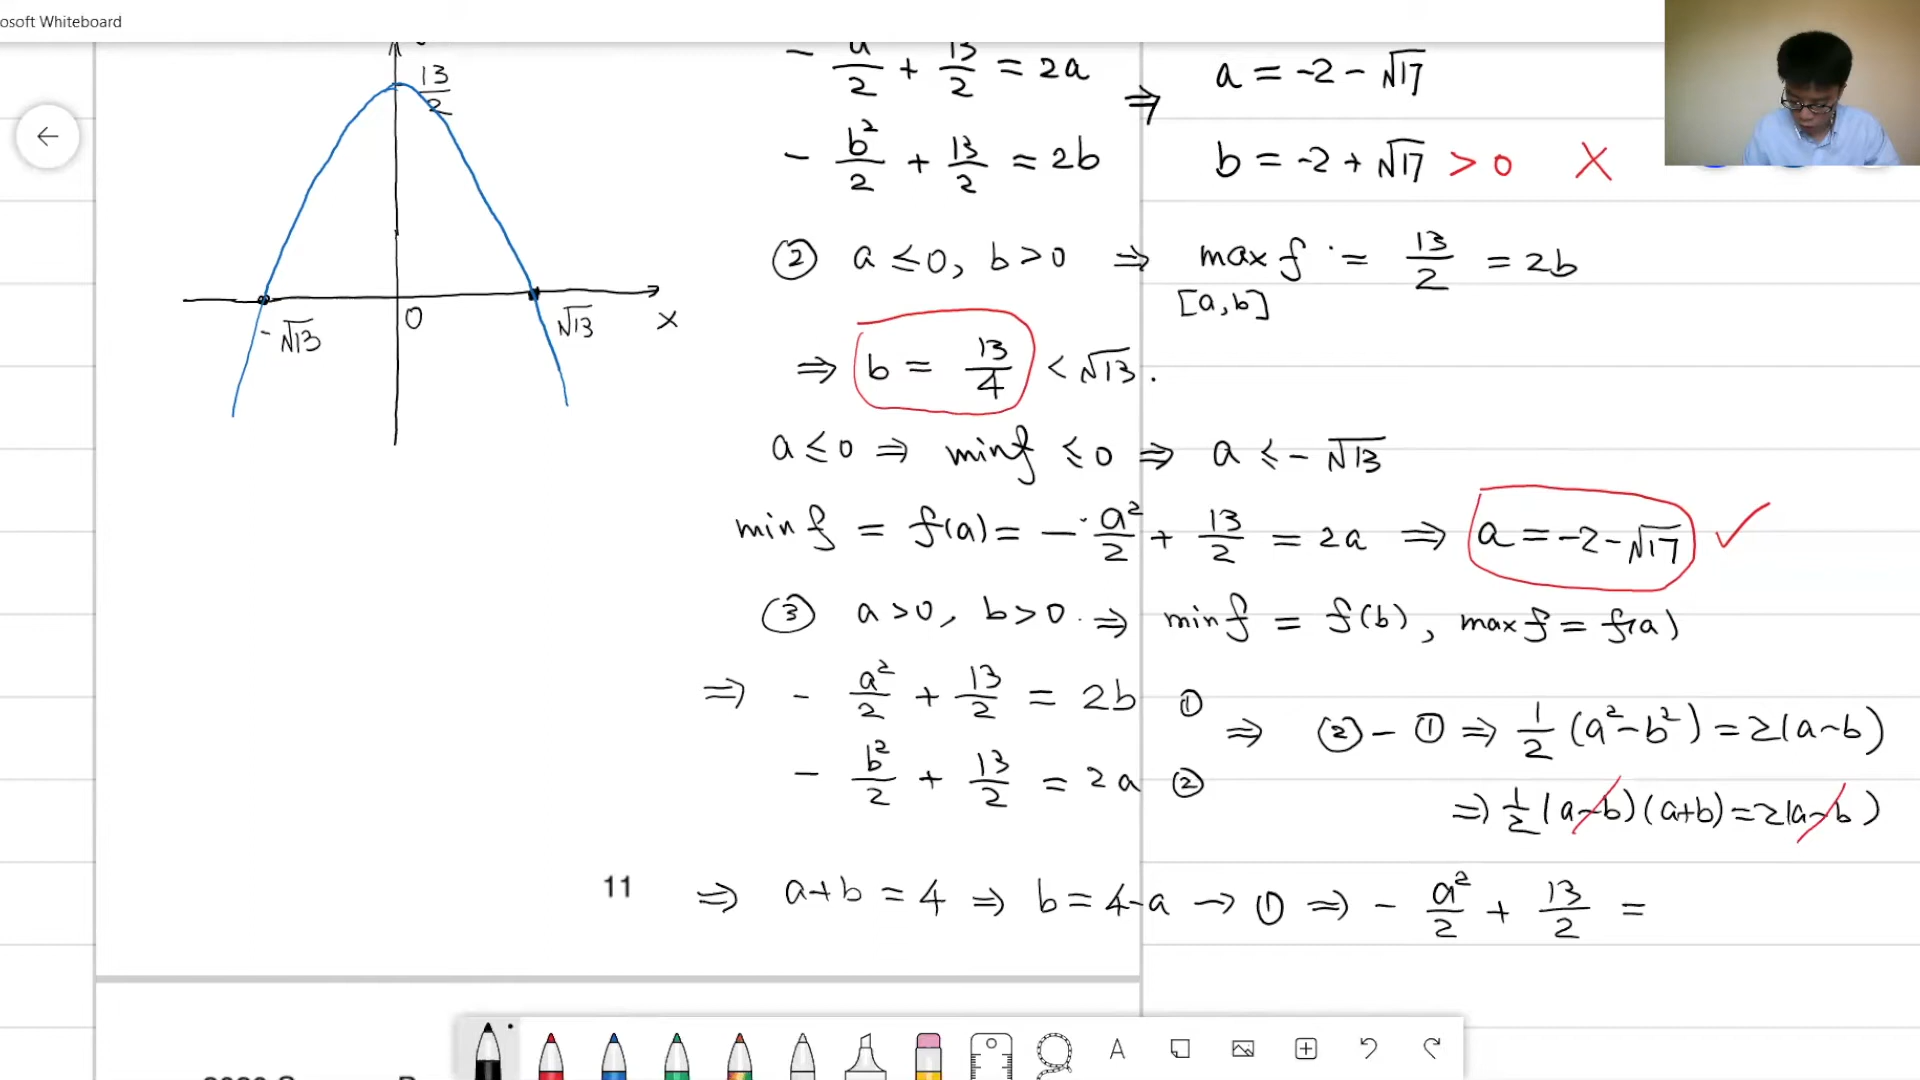 osoft Whiteboard
13/2
0
-√13
√13
x
- a/2 + 13/2 = 2a
⇒ a = -2 - √17
- b²/2 + 13/2 = 2b
b = -2 + √17 > 0 X
② a ≤ 0, b > 0 ⇒ max f = 13/2 = 2b
[a, b]
⇒ b = 13/4 < √13.
a ≤ 0 ⇒ min f ≤ 0 ⇒ a ≤ - √13
min f = f(a) = - a²/2 + 13/2 = 2a ⇒ a = -2 - √17 ✓
③ a > 0, b > 0. ⇒ min f = f(b), max f = f(a)
⇒ - a²/2 + 13/2 = 2b ①
- b²/2 + 13/2 = 2a ②
⇒ ② - ① ⇒ 1/2 (a² - b²) = 2(a - b)
⇒ 1/2 (a - b)(a + b) = 2(a - b)
11
⇒ a + b = 4 ⇒ b = 4 - a → ① ⇒ - a²/2 + 13/2 =
A